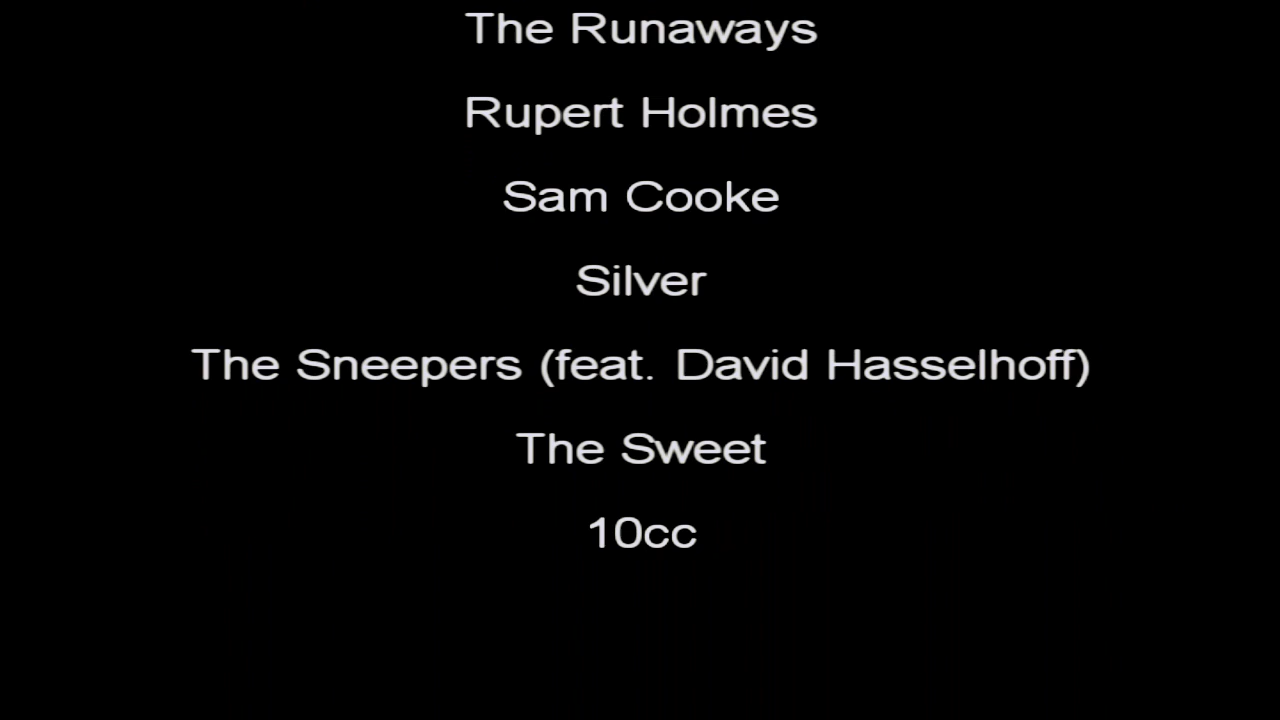 The Runaways
Rupert Holmes
Sam Cooke
Silver
The Sneepers (feat. David Hasselhoff)
The Sweet
10cc